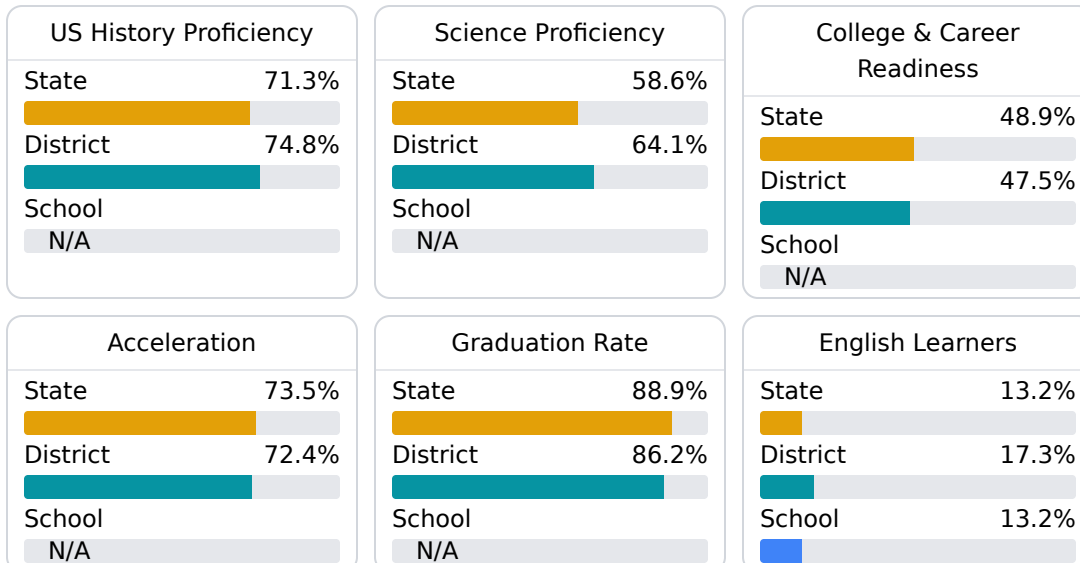 US History Proficiency
State 71.3%
District 74.8%
School
N/A
Science Proficiency
State 58.6%
District 64.1%
School
N/A
College & Career
Readiness
State 48.9%
District 47.5%
School
N/A
Acceleration
State 73.5%
District 72.4%
School
N/A
Graduation Rate
State 88.9%
District 86.2%
School
N/A
English Learners
State 13.2%
District 17.3%
School 13.2%